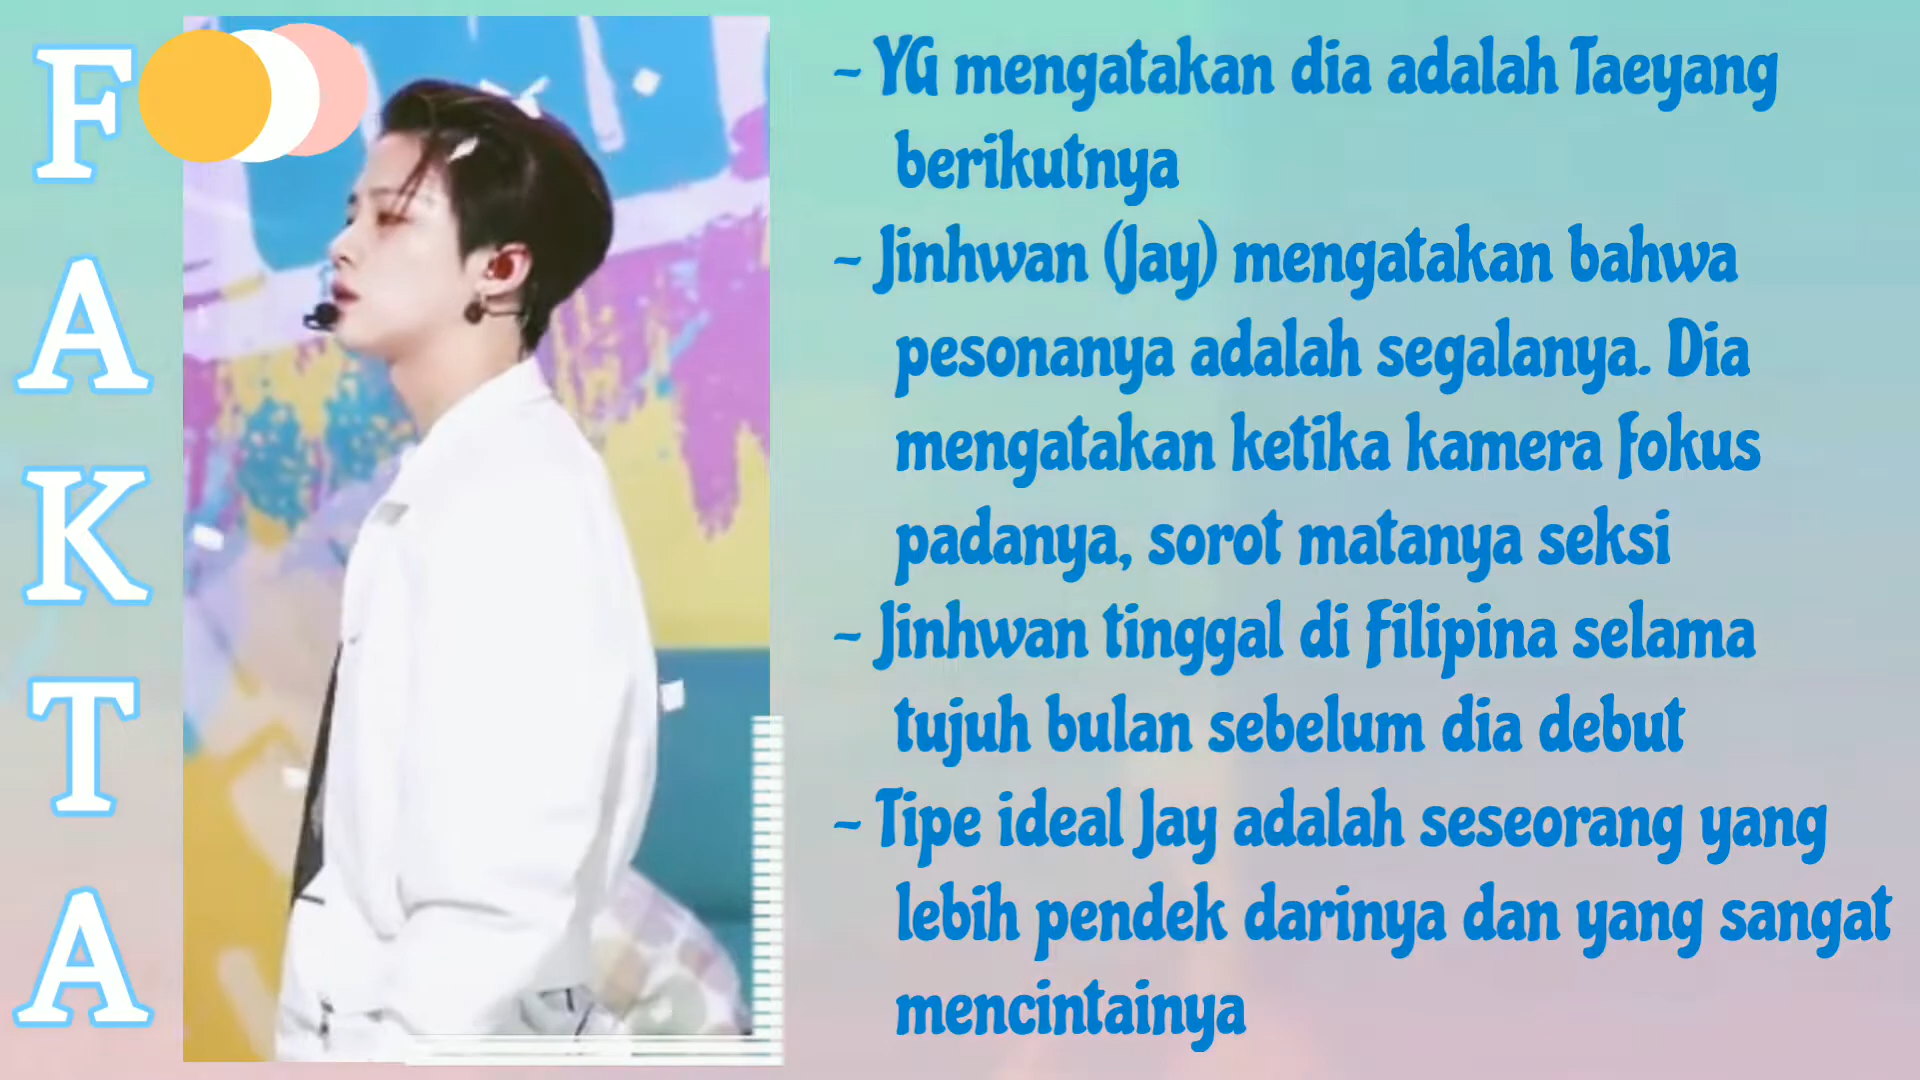 FAKTA
~ YG mengatakan dia adalah Taeyang
berikutnya
~ Jinhwan (Jay) mengatakan bahwa
pesonanya adalah segalanya. Dia
mengatakan ketika kamera fokus
padanya, sorot matanya seksi
~ Jinhwan tinggal di Filipina selama
tujuh bulan sebelum dia debut
~ Tipe ideal Jay adalah seseorang yang
lebih pendek darinya dan yang sangat
mencintainya